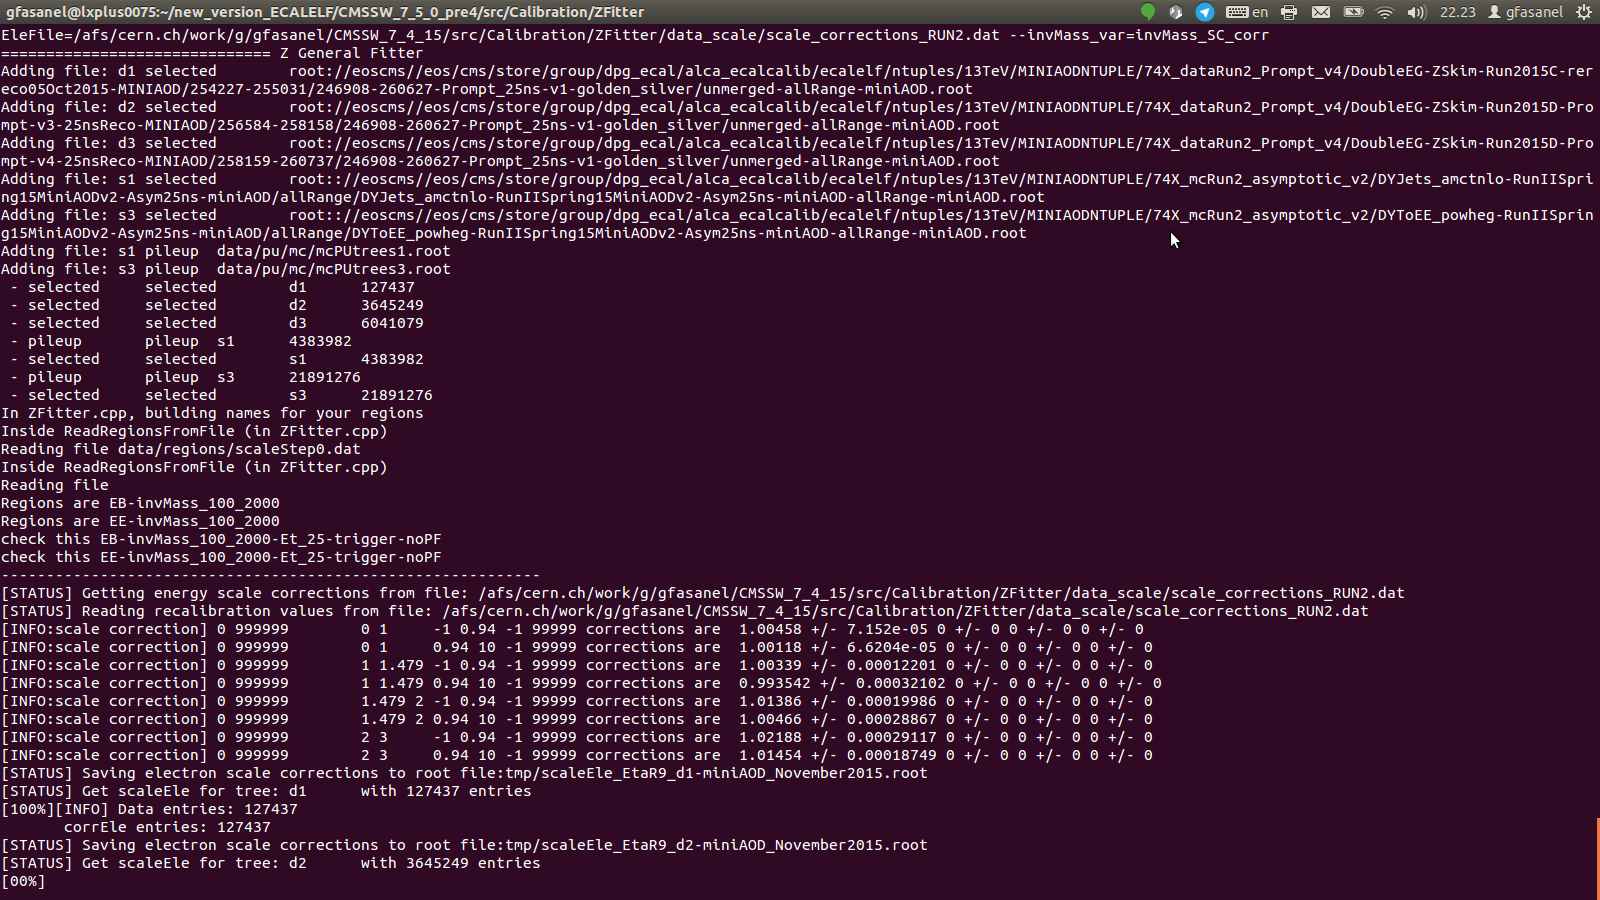 gfasanel@lxplus0075:~/new_version_ECALELF/CMSSW_7_5_0_pre4/src/Calibration/ZFitter en 22.23 gfasanel
EleFile=/afs/cern.ch/work/g/gfasanel/CMSSW_7_4_15/src/Calibration/ZFitter/data_scale/scale_corrections_RUN2.dat --invMass_var=invMass_SC_corr
============================== Z General Fitter
Adding file: d1 selected        root://eoscms//eos/cms/store/group/dpg_ecal/alca_ecalcalib/ecalelf/ntuples/13TeV/MINIAODNTUPLE/74X_dataRun2_Prompt_v4/DoubleEG-ZSkim-Run2015C-rer
eco05Oct2015-MINIAOD/254227-255031/246908-260627-Prompt_25ns-v1-golden_silver/unmerged-allRange-miniAOD.root
Adding file: d2 selected        root://eoscms//eos/cms/store/group/dpg_ecal/alca_ecalcalib/ecalelf/ntuples/13TeV/MINIAODNTUPLE/74X_dataRun2_Prompt_v4/DoubleEG-ZSkim-Run2015D-Pro
mpt-v3-25nsReco-MINIAOD/256584-258158/246908-260627-Prompt_25ns-v1-golden_silver/unmerged-allRange-miniAOD.root
Adding file: d3 selected        root://eoscms//eos/cms/store/group/dpg_ecal/alca_ecalcalib/ecalelf/ntuples/13TeV/MINIAODNTUPLE/74X_dataRun2_Prompt_v4/DoubleEG-ZSkim-Run2015D-Pro
mpt-v4-25nsReco-MINIAOD/258159-260737/246908-260627-Prompt_25ns-v1-golden_silver/unmerged-allRange-miniAOD.root
Adding file: s1 selected        root:://eoscms//eos/cms/store/group/dpg_ecal/alca_ecalcalib/ecalelf/ntuples/13TeV/MINIAODNTUPLE/74X_mcRun2_asymptotic_v2/DYJets_amctnlo-RunIISpri
ng15MiniAODv2-Asym25ns-miniAOD/allRange/DYJets_amctnlo-RunIISpring15MiniAODv2-Asym25ns-miniAOD-allRange-miniAOD.root
Adding file: s3 selected        root:://eoscms//eos/cms/store/group/dpg_ecal/alca_ecalcalib/ecalelf/ntuples/13TeV/MINIAODNTUPLE/74X_mcRun2_asymptotic_v2/DYToEE_powheg-RunIISprin
g15MiniAODv2-Asym25ns-miniAOD/allRange/DYToEE_powheg-RunIISpring15MiniAODv2-Asym25ns-miniAOD-allRange-miniAOD.root
Adding file: s1 pileup  data/pu/mc/mcPUtrees1.root
Adding file: s3 pileup  data/pu/mc/mcPUtrees3.root
 - selected     selected        d1      127437
 - selected     selected        d2      3645249
 - selected     selected        d3      6041079
 - pileup       pileup  s1      4383982
 - selected     selected        s1      4383982
 - pileup       pileup  s3      21891276
 - selected     selected        s3      21891276
In ZFitter.cpp, building names for your regions
Inside ReadRegionsFromFile (in ZFitter.cpp)
Reading file data/regions/scaleStep0.dat
Inside ReadRegionsFromFile (in ZFitter.cpp)
Reading file
Regions are EB-invMass_100_2000
Regions are EE-invMass_100_2000
check this EB-invMass_100_2000-Et_25-trigger-noPF
check this EE-invMass_100_2000-Et_25-trigger-noPF
------------------------------------------------------------
[STATUS] Getting energy scale corrections from file: /afs/cern.ch/work/g/gfasanel/CMSSW_7_4_15/src/Calibration/ZFitter/data_scale/scale_corrections_RUN2.dat
[STATUS] Reading recalibration values from file: /afs/cern.ch/work/g/gfasanel/CMSSW_7_4_15/src/Calibration/ZFitter/data_scale/scale_corrections_RUN2.dat
[INFO:scale correction] 0 999999        0 1     -1 0.94 -1 99999 corrections are  1.00458 +/- 7.152e-05 0 +/- 0 0 +/- 0 0 +/- 0
[INFO:scale correction] 0 999999        0 1     0.94 10 -1 99999 corrections are  1.00118 +/- 6.6204e-05 0 +/- 0 0 +/- 0 0 +/- 0
[INFO:scale correction] 0 999999        1 1.479 -1 0.94 -1 99999 corrections are  1.00339 +/- 0.00012201 0 +/- 0 0 +/- 0 0 +/- 0
[INFO:scale correction] 0 999999        1 1.479 0.94 10 -1 99999 corrections are  0.993542 +/- 0.00032102 0 +/- 0 0 +/- 0 0 +/- 0
[INFO:scale correction] 0 999999        1.479 2 -1 0.94 -1 99999 corrections are  1.01386 +/- 0.00019986 0 +/- 0 0 +/- 0 0 +/- 0
[INFO:scale correction] 0 999999        1.479 2 0.94 10 -1 99999 corrections are  1.00466 +/- 0.00028867 0 +/- 0 0 +/- 0 0 +/- 0
[INFO:scale correction] 0 999999        2 3     -1 0.94 -1 99999 corrections are  1.02188 +/- 0.00029117 0 +/- 0 0 +/- 0 0 +/- 0
[INFO:scale correction] 0 999999        2 3     0.94 10 -1 99999 corrections are  1.01454 +/- 0.00018749 0 +/- 0 0 +/- 0 0 +/- 0
[STATUS] Saving electron scale corrections to root file:tmp/scaleEle_EtaR9_d1-miniAOD_November2015.root
[STATUS] Get scaleEle for tree: d1      with 127437 entries
[100%][INFO] Data entries: 127437
       corrEle entries: 127437
[STATUS] Saving electron scale corrections to root file:tmp/scaleEle_EtaR9_d2-miniAOD_November2015.root
[STATUS] Get scaleEle for tree: d2      with 3645249 entries
[00%]